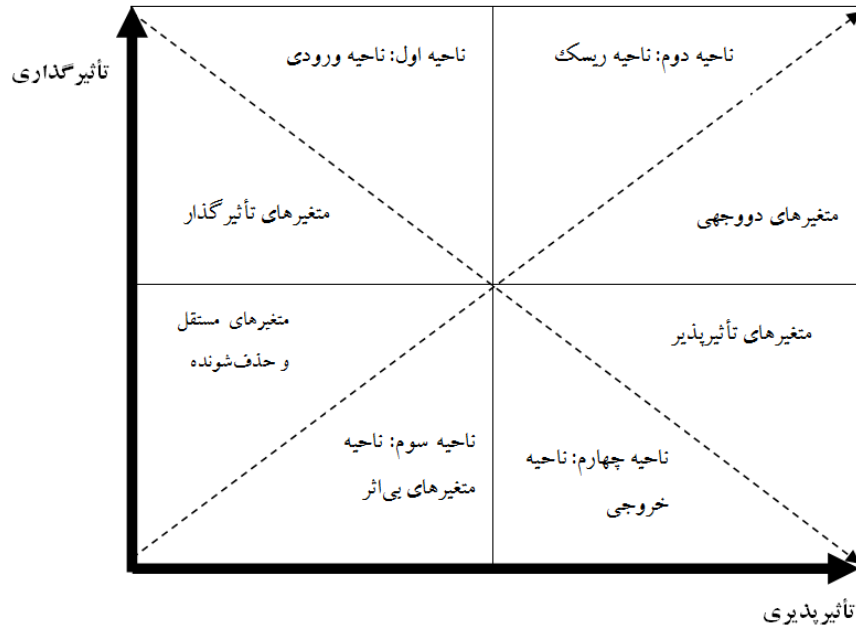 تأثیرگذاری
ناحیه دوم: ناحیه ریسک
ناحیه اول: ناحیه ورودی
متغیرهای دووجهی
متغیرهای تأثیرگذار
متغیرهای تأثیرپذیر
متغیرهای مستقل
و حذف‌شونده
ناحیه سوم: ناحیه
متغیرهای بی‌اثر
ناحیه چهارم: ناحیه
خروجی
تأثیرپذیری